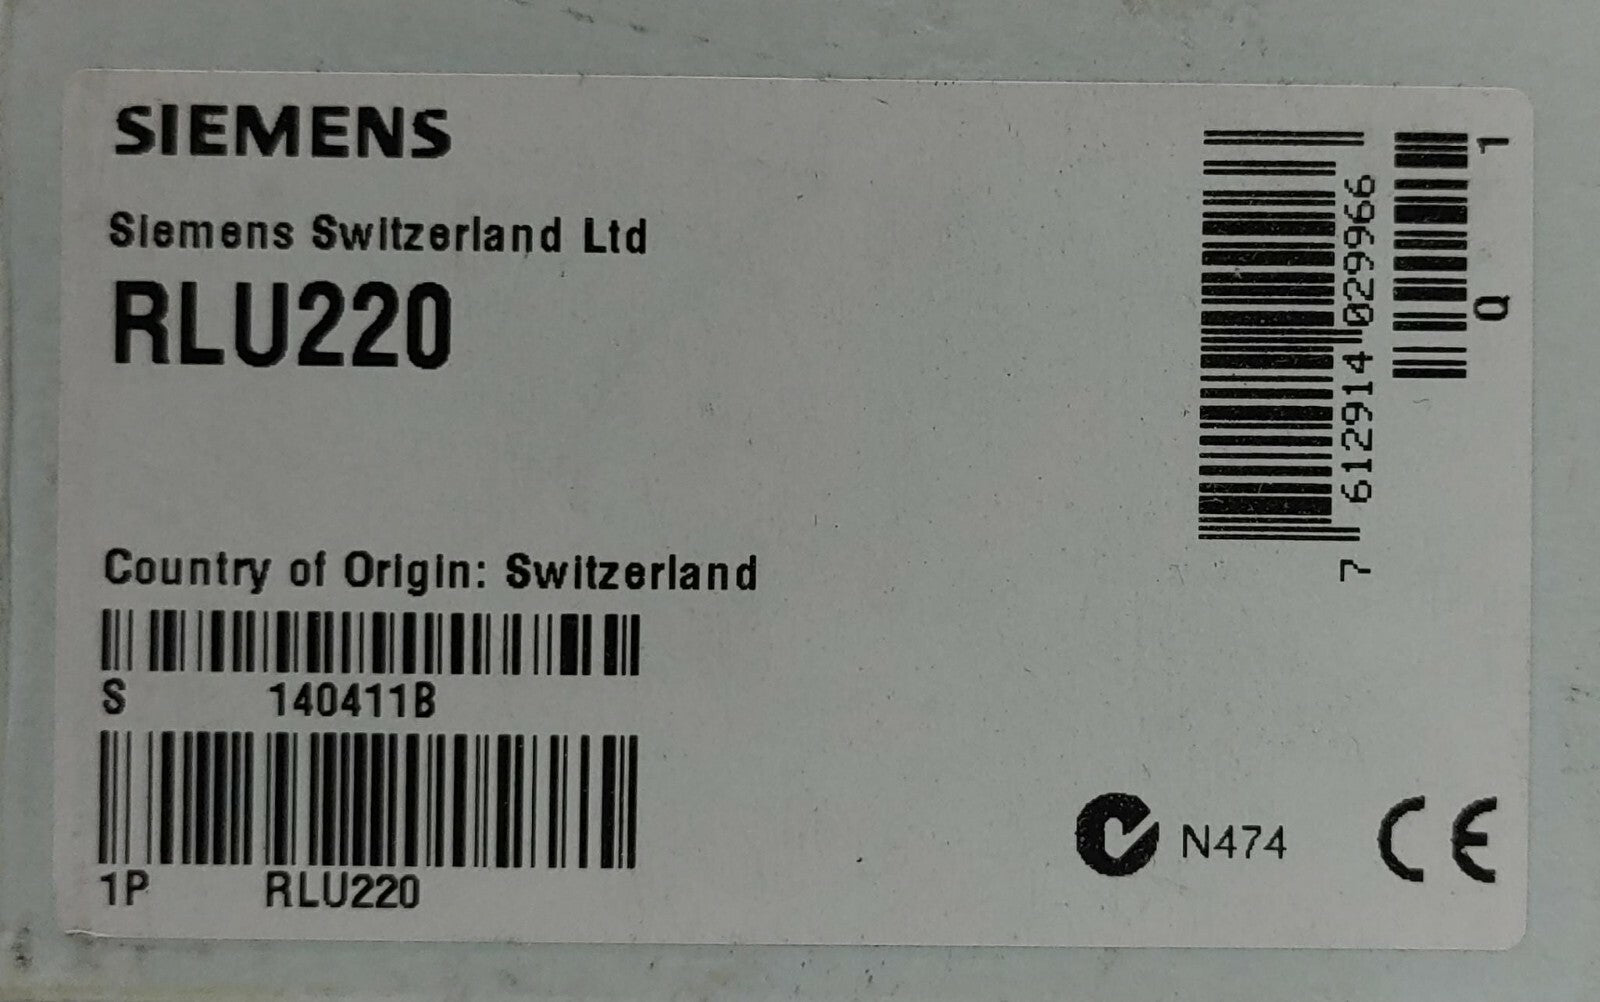 SIEMENS
Siemens Switzerland Ltd
RLU220
Country of Origin: Switzerland
S 140411B
1P RLU220
7 612914 029966
Q 1
N474
CE